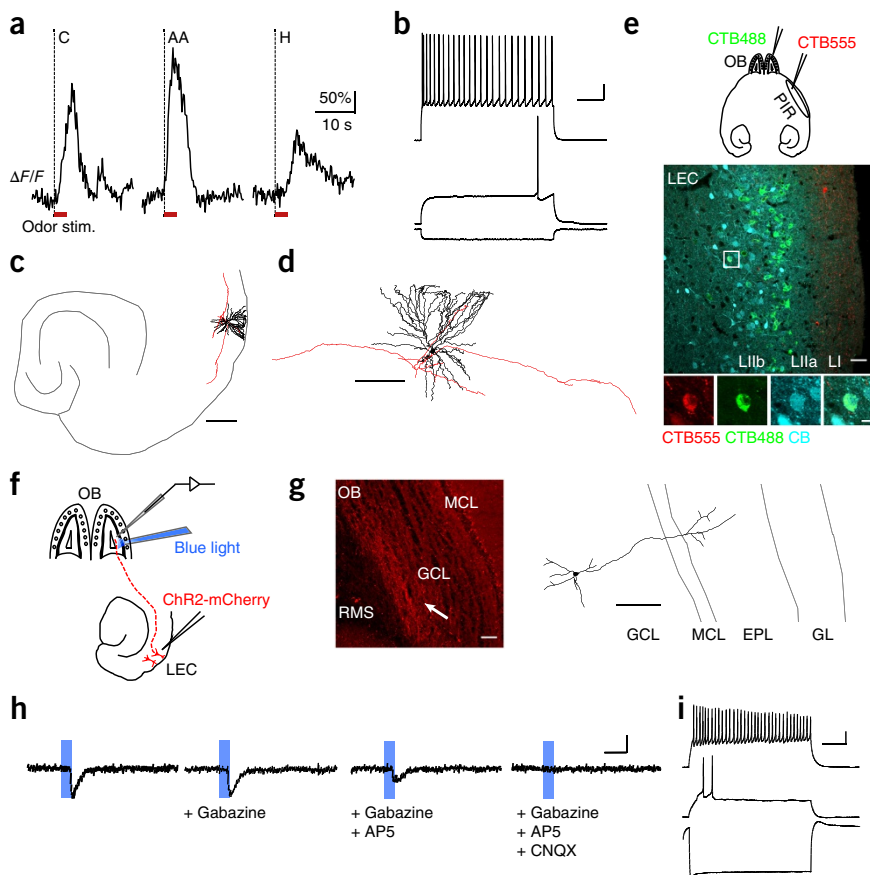 a
C
AA
H
50%
10 s
ΔF/F
Odor stim.
b
c
d
e
CTB488
CTB555
OB
PIR
LEC
LIIb
LIIa
LI
CTB555 CTB488 CB
f
OB
Blue light
ChR2-mCherry
LEC
g
OB
MCL
GCL
RMS
GCL
MCL
EPL
GL
h
+ Gabazine
+ Gabazine
+ AP5
+ Gabazine
+ AP5
+ CNQX
i